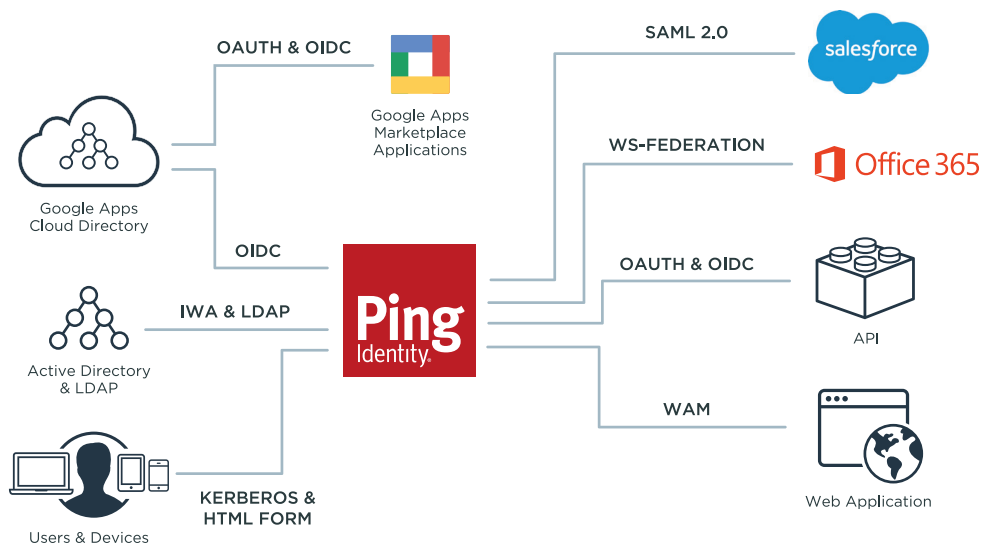 OAUTH & OIDC
Google Apps
Marketplace
Applications
Google Apps
Cloud Directory
OIDC
IWA & LDAP
Active Directory
& LDAP
KERBEROS &
HTML FORM
Users & Devices
Ping
Identity®
SAML 2.0
salesforce
WS-FEDERATION
Office 365
OAUTH & OIDC
API
WAM
Web Application